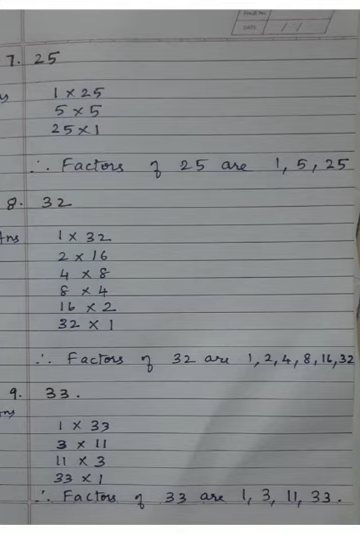 DATE / /
7. 25
1 × 25
5 × 5
25 × 1
∴ Factors of 25 are 1, 5, 25
8. 32
Ans
1 × 32
2 × 16
4 × 8
8 × 4
16 × 2
32 × 1
∴ Factors of 32 are 1, 2, 4, 8, 16, 32
9. 33.
1 × 33
3 × 11
11 × 3
33 × 1
∴ Factors of 33 are 1, 3, 11, 33.